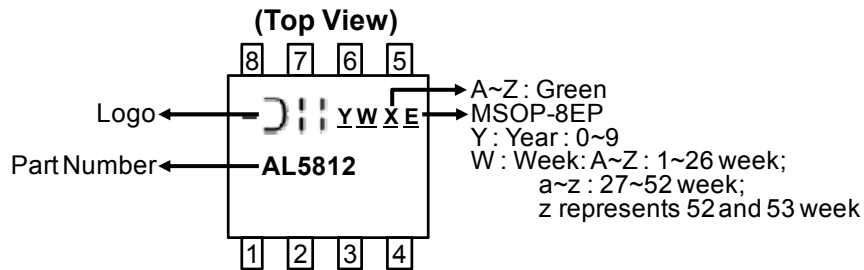 (Top View)
8 7 6 5
Logo
Y W X E
A~Z : Green
MSOP-8EP
Y : Year : 0~9
W : Week: A~Z : 1~26 week;
a~z : 27~52 week;
z represents 52 and 53 week
Part Number
AL5812
1 2 3 4